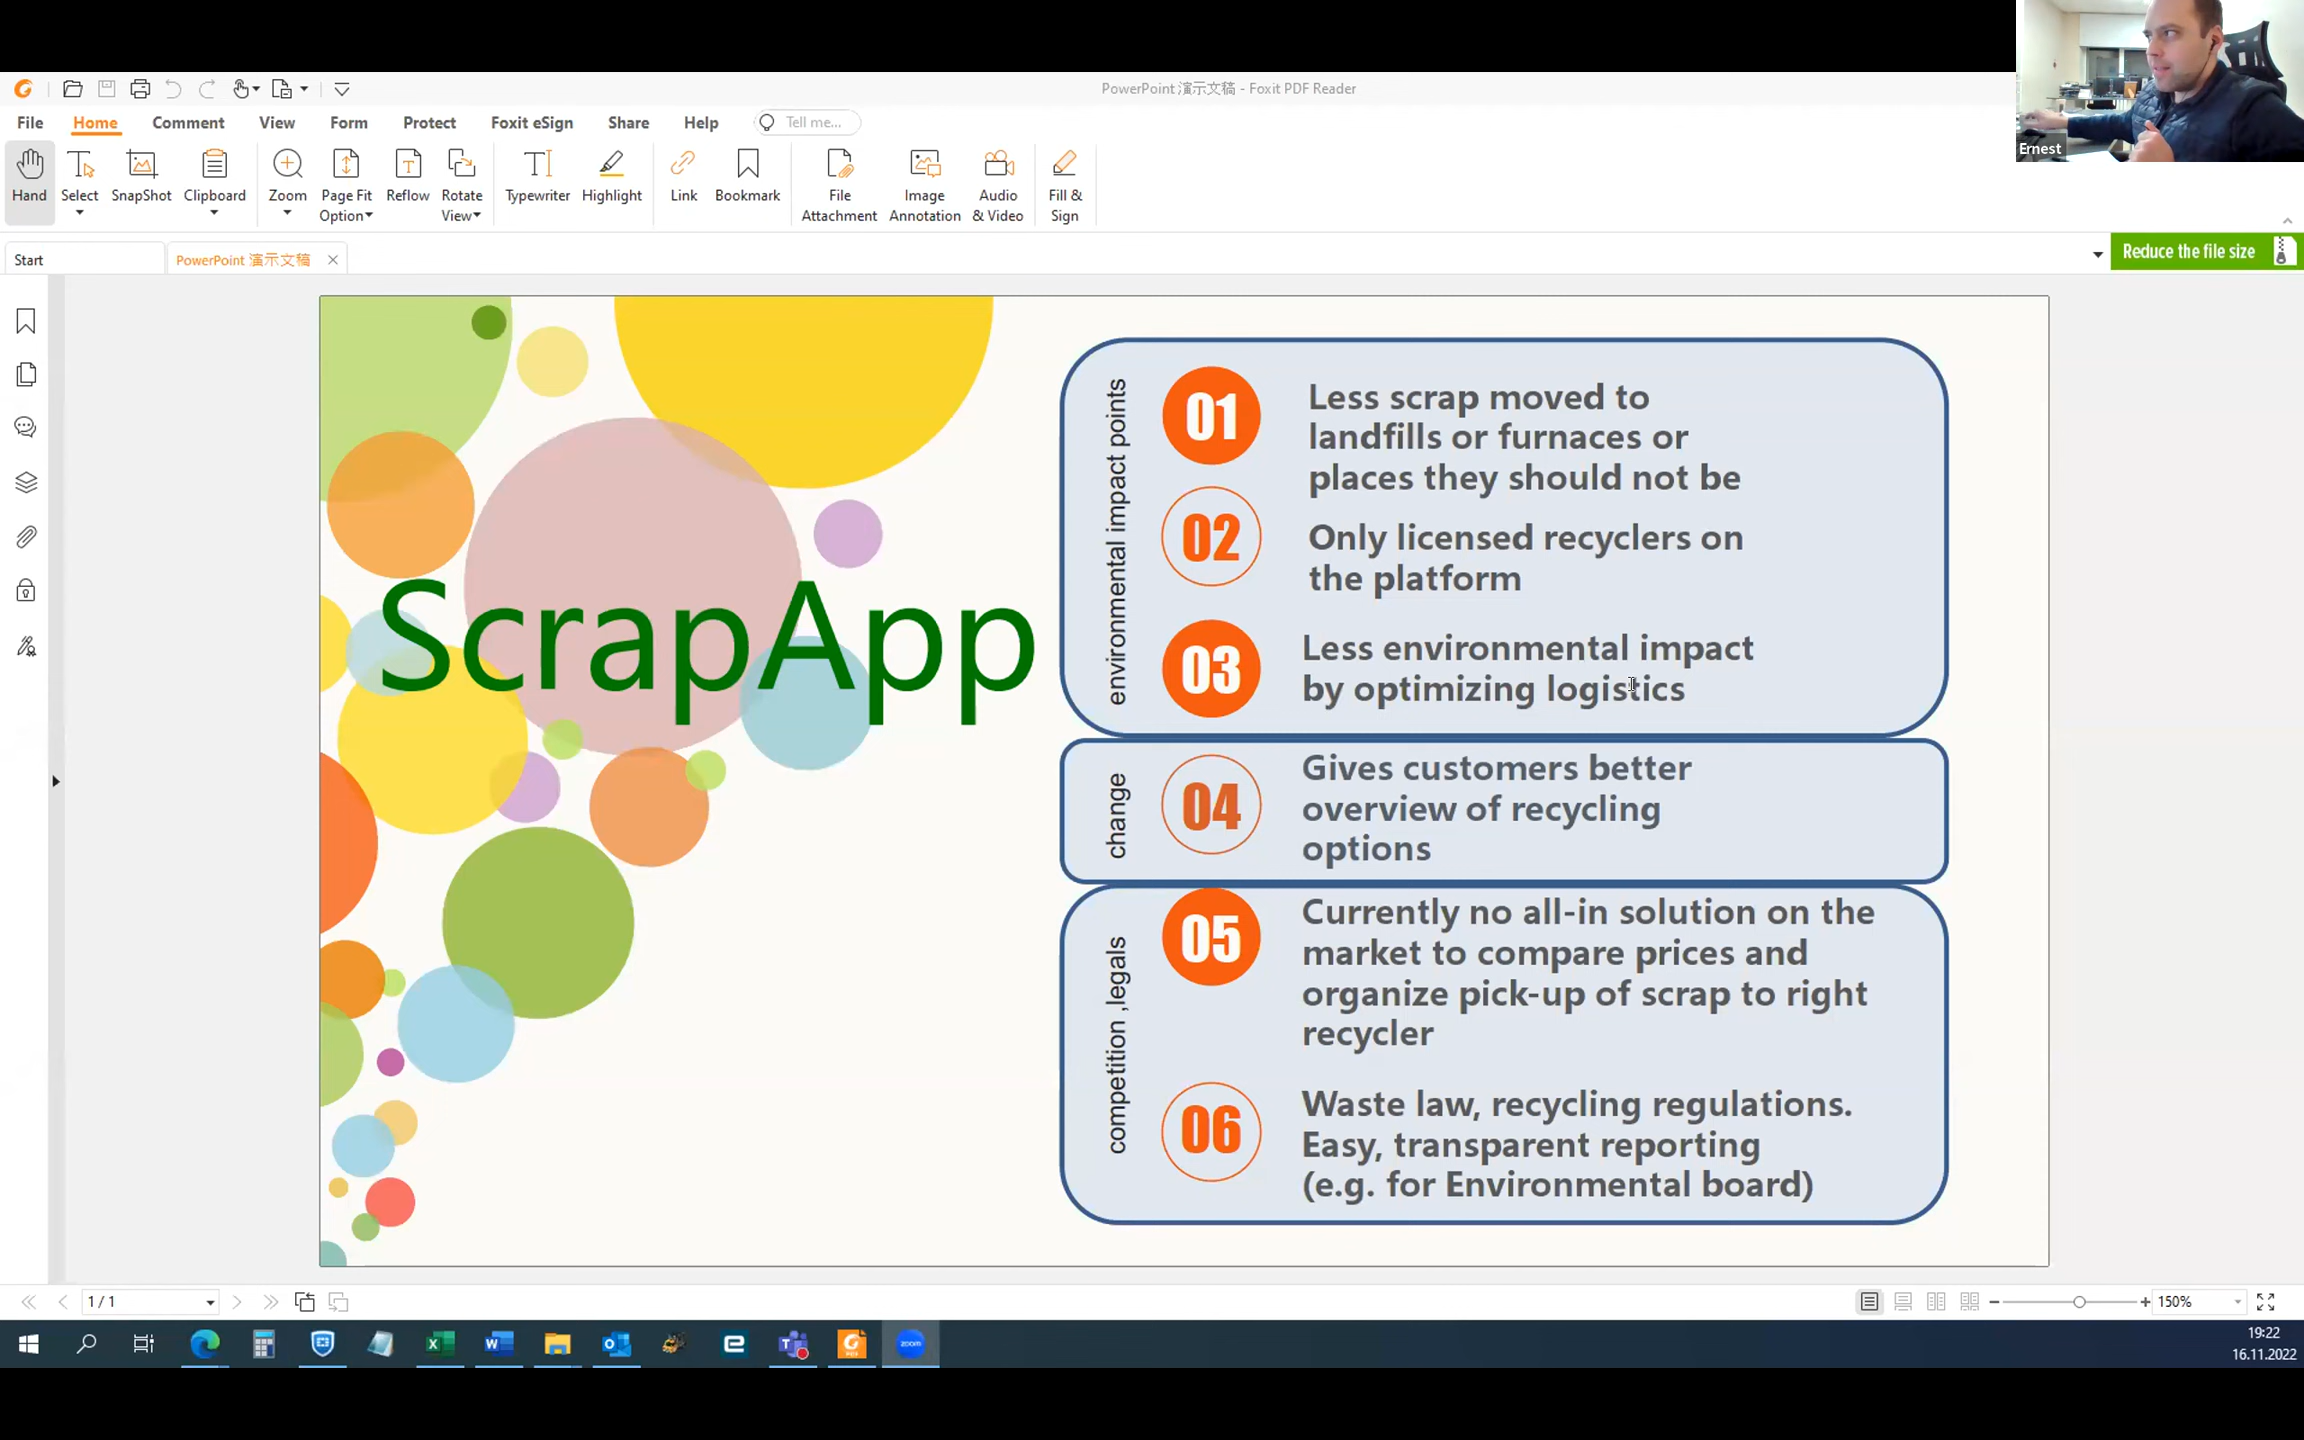 PowerPoint 演示文稿 - Foxit PDF Reader
File Home Comment View Form Protect Foxit eSign Share Help Tell me...
Ernest
Hand Select SnapShot Clipboard Zoom Page Fit Option Reflow Rotate View Typewriter Highlight Link Bookmark File Attachment Image Annotation Audio & Video Fill & Sign
Start PowerPoint 演示文稿
Reduce the file size
ScrapApp
environmental impact points
01
Less scrap moved to
landfills or furnaces or
places they should not be
02
Only licensed recyclers on
the platform
03
Less environmental impact
by optimizing logistics
change
04
Gives customers better
overview of recycling
options
competition ,legals
05
Currently no all-in solution on the
market to compare prices and
organize pick-up of scrap to right
recycler
06
Waste law, recycling regulations.
Easy, transparent reporting
(e.g. for Environmental board)
1 / 1
150%
zoom
19:22
16.11.2022